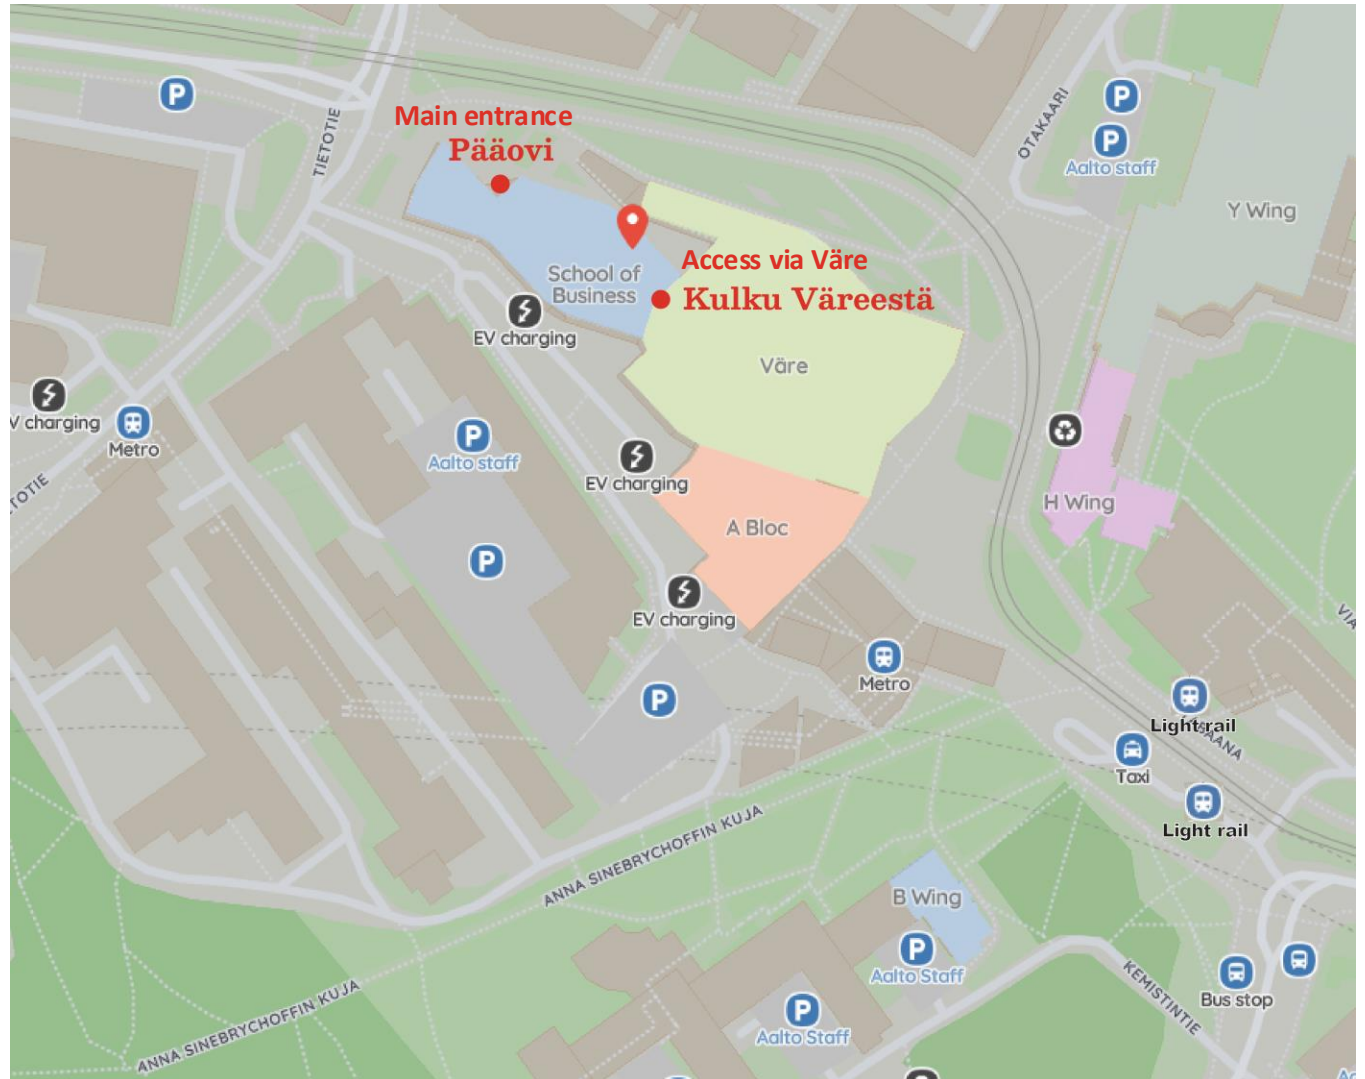 P
P
TIETOTIE
Main entrance
Pääovi
OTAKAARI
P
Aalto staff
Y Wing
Access via Väre
School of
Business
Kulku Väreestä
EV charging
Väre
V charging
Metro
P
Aalto staff
EV charging
H Wing
A Bloc
P
EV charging
Metro
P
Light rail
Taxi
Light rail
ANNA SINEBRYCHOFFIN KUJA
B Wing
P
Aalto Staff
KEMISTINTIE
Bus stop
P
Aalto Staff
ANNA SINEBRYCHOFFIN KUJA